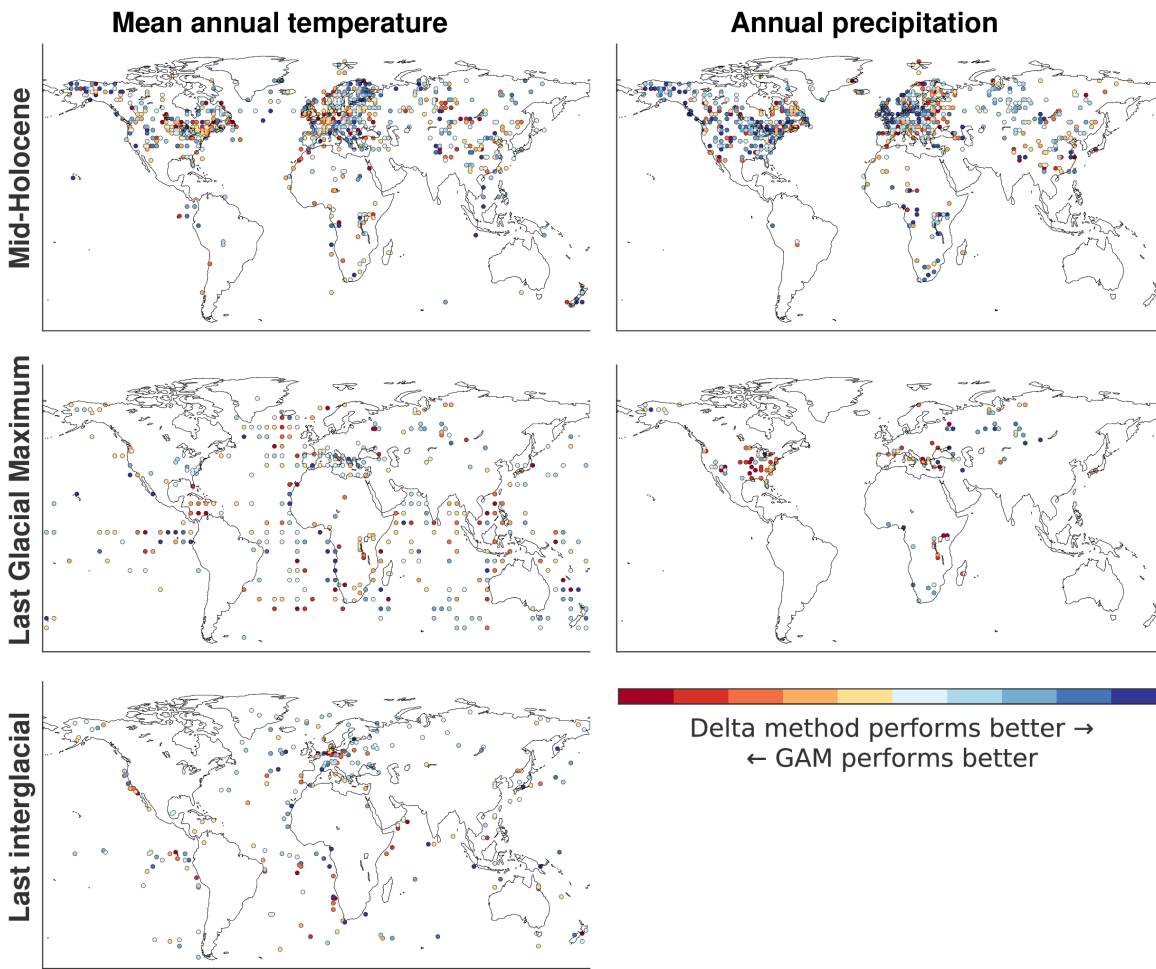 Mean annual temperature
Annual precipitation
Mid-Holocene
Last Glacial Maximum
Last interglacial
Delta method performs better →
← GAM performs better